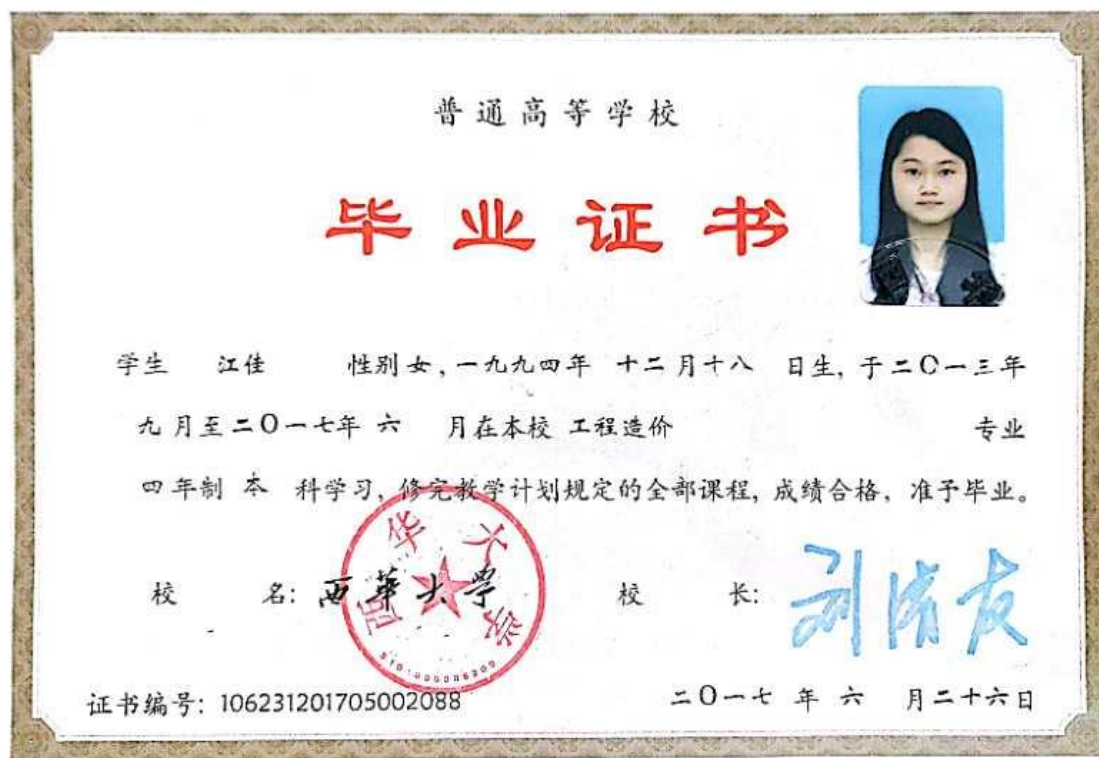 普通高等学校
毕业证书
学生 江佳 性别女,一九九四年 十二月十八 日生,于二〇一三年
九月至二〇一七年 六 月在本校 工程造价 专业
四年制 本 科学习,修完教学计划规定的全部课程,成绩合格,准予毕业。
校 名:西华大学 校 长:
西华大学
证书编号:106231201705002088 二〇一七 年 六 月二十六日